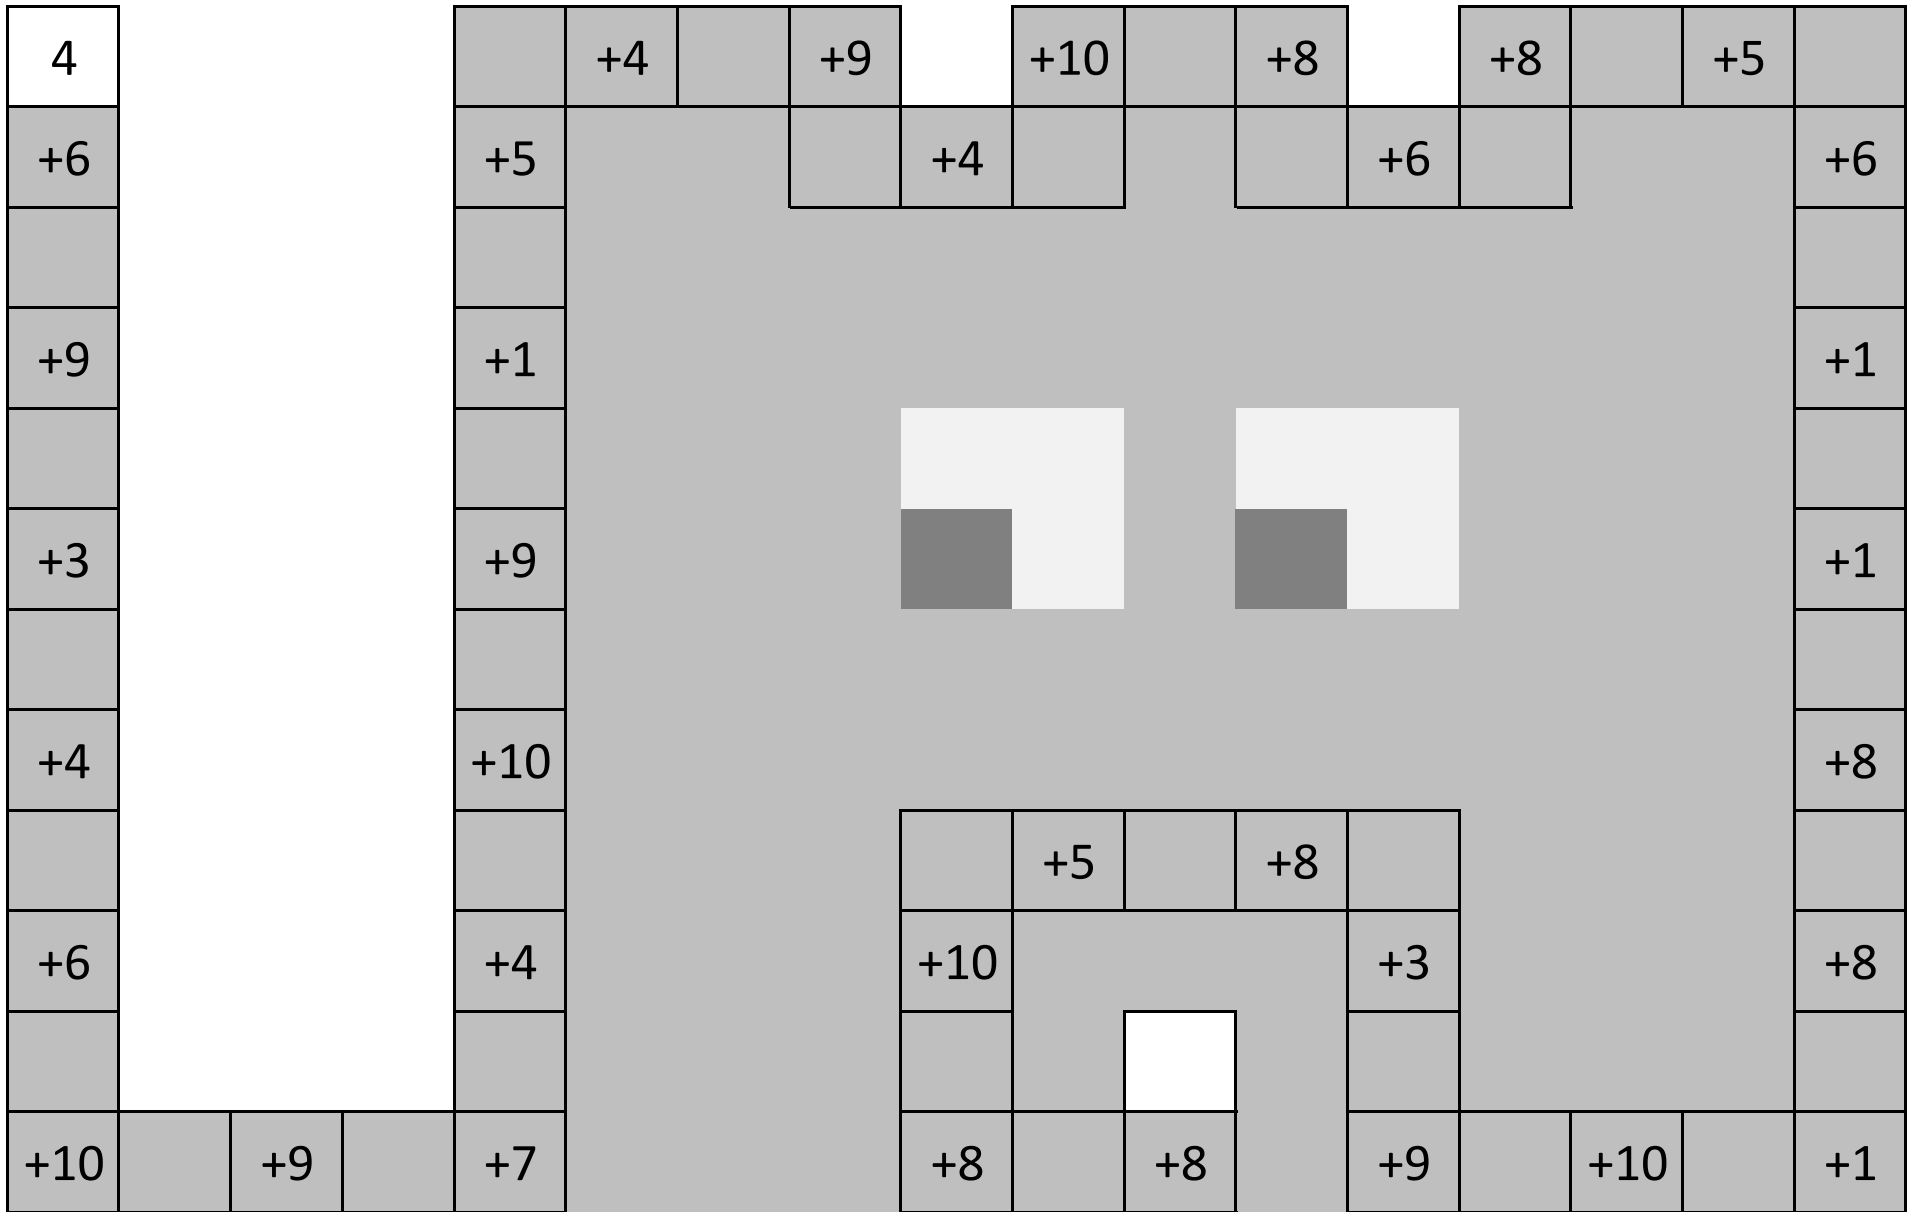 4 +4 +9 +10 +8 +8 +5
+6 +5 +4 +6 +6
+9 +1 +1
+3 +9 +1
+4 +10 +8
+5 +8
+6 +4 +10 +3 +8
+10 +9 +7 +8 +8 +9 +10 +1